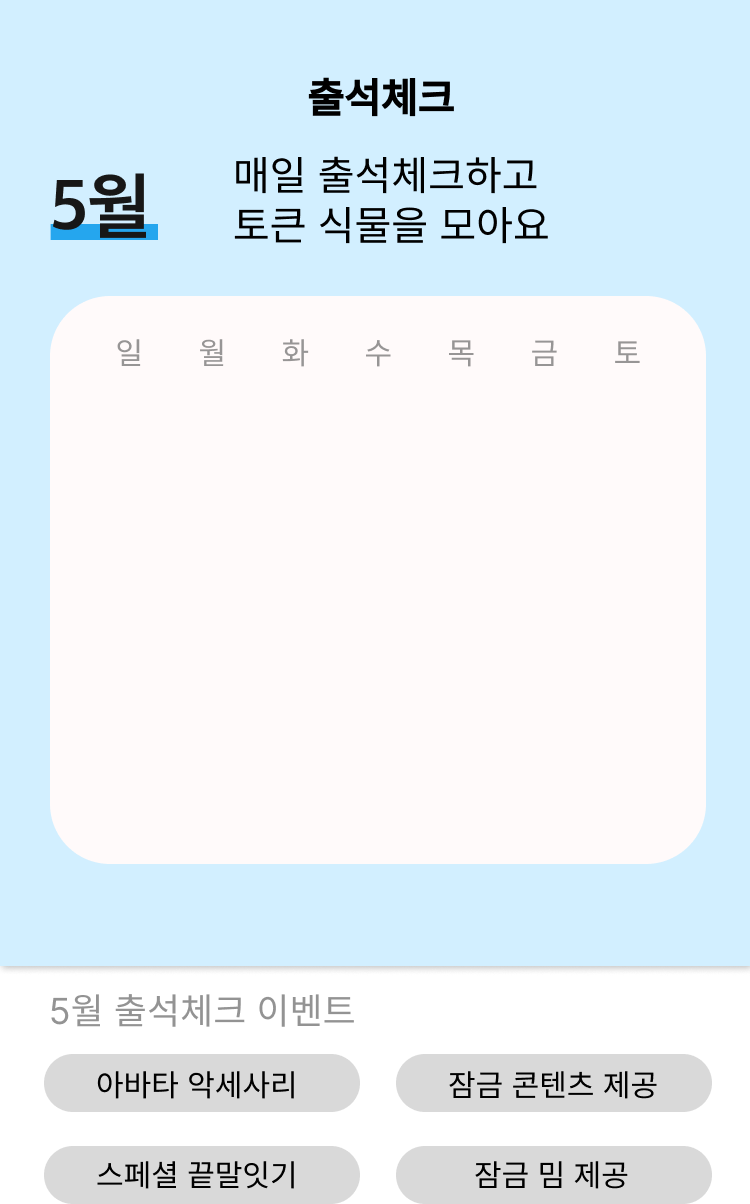 출석체크
5월
매일 출석체크하고
토큰 식물을 모아요
일 월 화 수 목 금 토
5월 출석체크 이벤트
아바타 악세사리
잠금 콘텐츠 제공
스페셜 끝말잇기
잠금 밈 제공